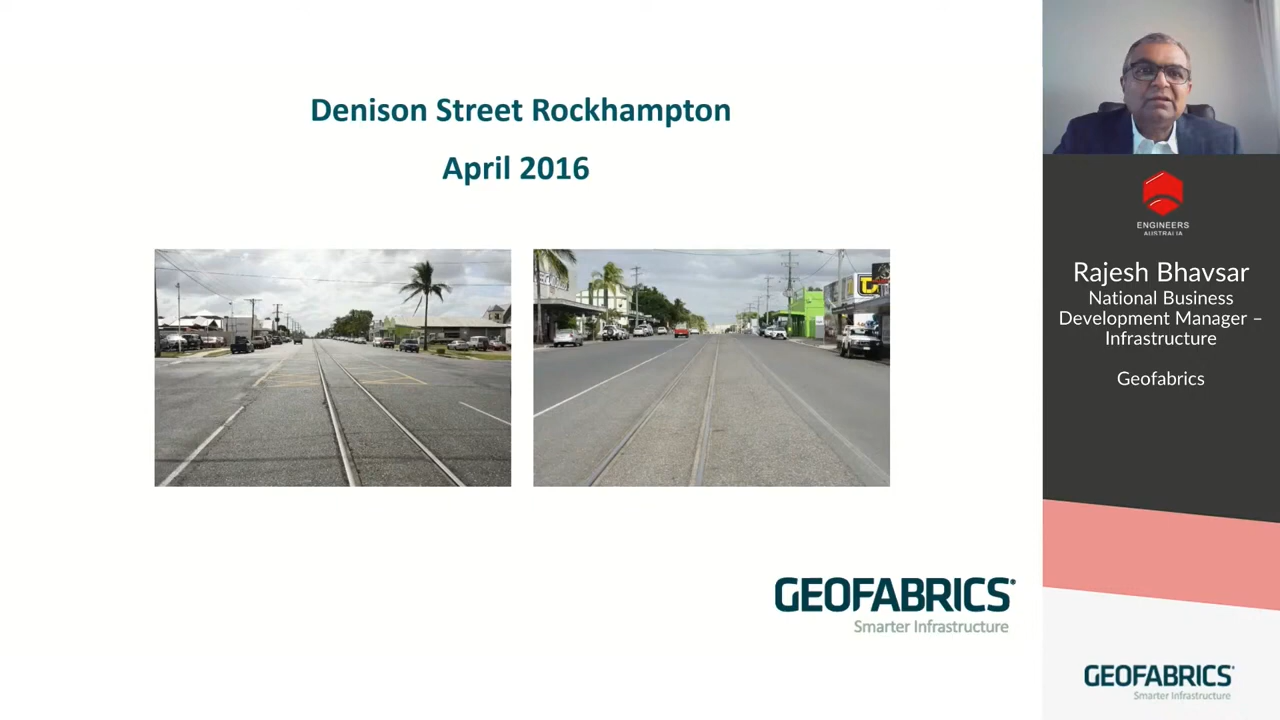 Denison Street Rockhampton
April 2016
GEOFABRICS
Smarter Infrastructure
ENGINEERS
AUSTRALIA
Rajesh Bhavsar
National Business
Development Manager –
Infrastructure
Geofabrics
GEOFABRICS
Smarter Infrastructure